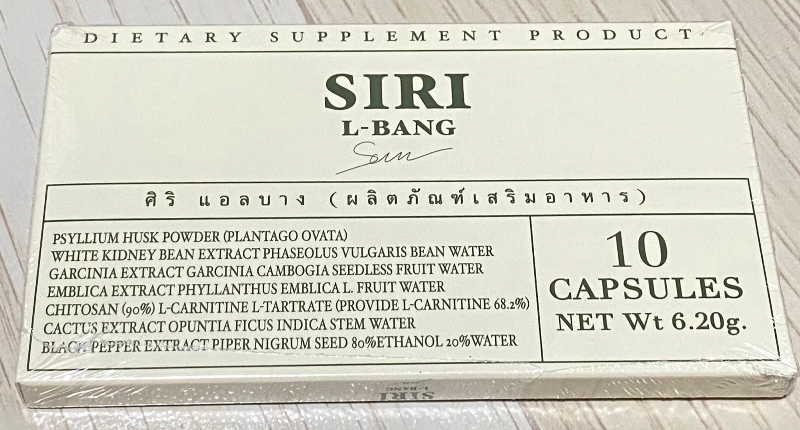 DIETARY SUPPLEMENT PRODUCT
SIRI
L-BANG
ศิริ แอลบาง (ผลิตภัณฑ์เสริมอาหาร)
PSYLLIUM HUSK POWDER (PLANTAGO OVATA)
WHITE KIDNEY BEAN EXTRACT PHASEOLUS VULGARIS BEAN WATER
GARCINIA EXTRACT GARCINIA CAMBOGIA SEEDLESS FRUIT WATER
EMBLICA EXTRACT PHYLLANTHUS EMBLICA L. FRUIT WATER
CHITOSAN (90%) L-CARNITINE L-TARTRATE (PROVIDE L-CARNITINE 68.2%)
CACTUS EXTRACT OPUNTIA FICUS INDICA STEM WATER
BLACK PEPPER EXTRACT PIPER NIGRUM SEED 80%ETHANOL 20%WATER
10
CAPSULES
NET Wt 6.20g.
L-BANG
SIRI